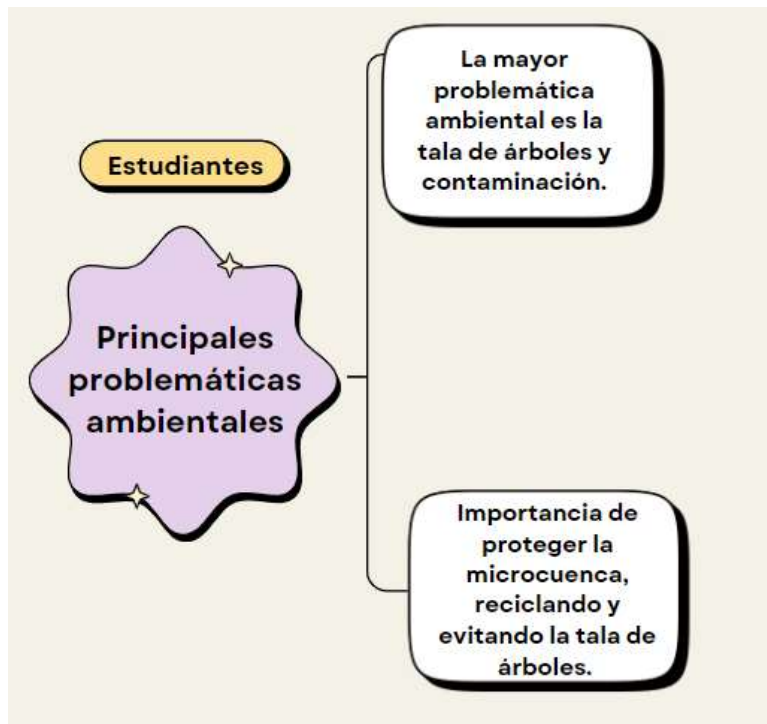 Estudiantes
Principales
problemáticas
ambientales
La mayor
problemática
ambiental es la
tala de árboles y
contaminación.
Importancia de
proteger la
microcuenca,
reciclando y
evitando la tala de
árboles.